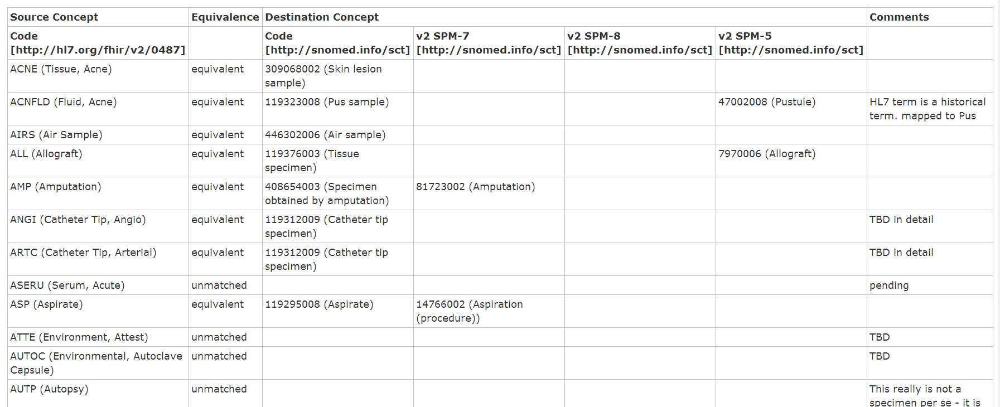 Source Concept Equivalence Destination Concept Comments
Code Code v2 SPM-7 v2 SPM-8 v2 SPM-5
[http://hl7.org/fhir/v2/0487] [http://snomed.info/sct] [http://snomed.info/sct] [http://snomed.info/sct] [http://snomed.info/sct]
ACNE (Tissue, Acne) equivalent 309068002 (Skin lesion
sample)
ACNFLD (Fluid, Acne) equivalent 119323008 (Pus sample) 47002008 (Pustule) HL7 term is a historical
term. mapped to Pus
AIRS (Air Sample) equivalent 446302006 (Air sample)
ALL (Allograft) equivalent 119376003 (Tissue 7970006 (Allograft)
specimen)
AMP (Amputation) equivalent 408654003 (Specimen 81723002 (Amputation)
obtained by amputation)
ANGI (Catheter Tip, Angio) equivalent 119312009 (Catheter tip TBD in detail
specimen)
ARTC (Catheter Tip, Arterial) equivalent 119312009 (Catheter tip TBD in detail
specimen)
ASERU (Serum, Acute) unmatched pending
ASP (Aspirate) equivalent 119295008 (Aspirate) 14766002 (Aspiration
(procedure))
ATTE (Environment, Attest) unmatched TBD
AUTOC (Environmental, Autoclave unmatched TBD
Capsule)
AUTP (Autopsy) unmatched This really is not a
specimen per se - it is